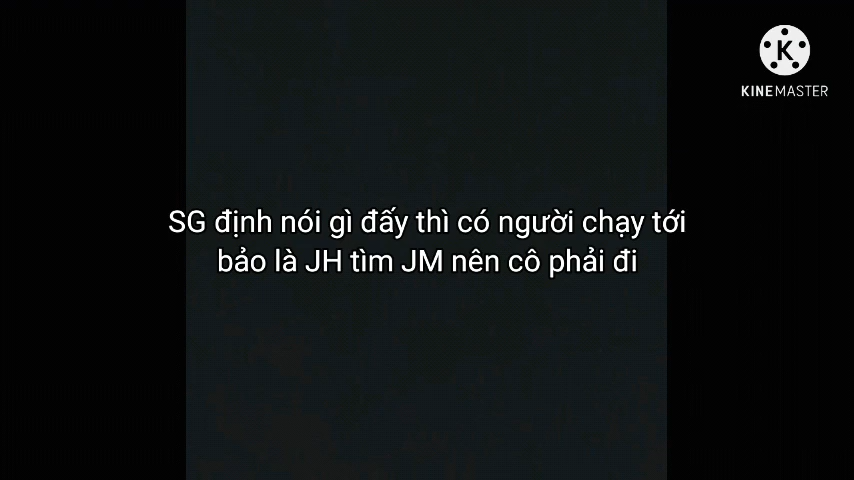 KINEMASTER
SG định nói gì đấy thì có người chạy tới
bảo là JH tìm JM nên cô phải đi